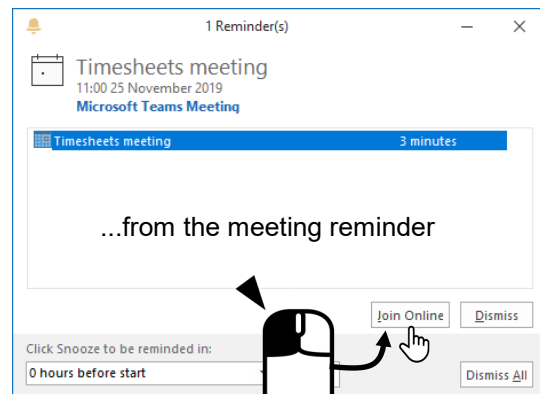 1 Reminder(s)
Timesheets meeting
11:00 25 November 2019
Microsoft Teams Meeting
Timesheets meeting 3 minutes
...from the meeting reminder
Join Online Dismiss
Click Snooze to be reminded in:
0 hours before start Dismiss All